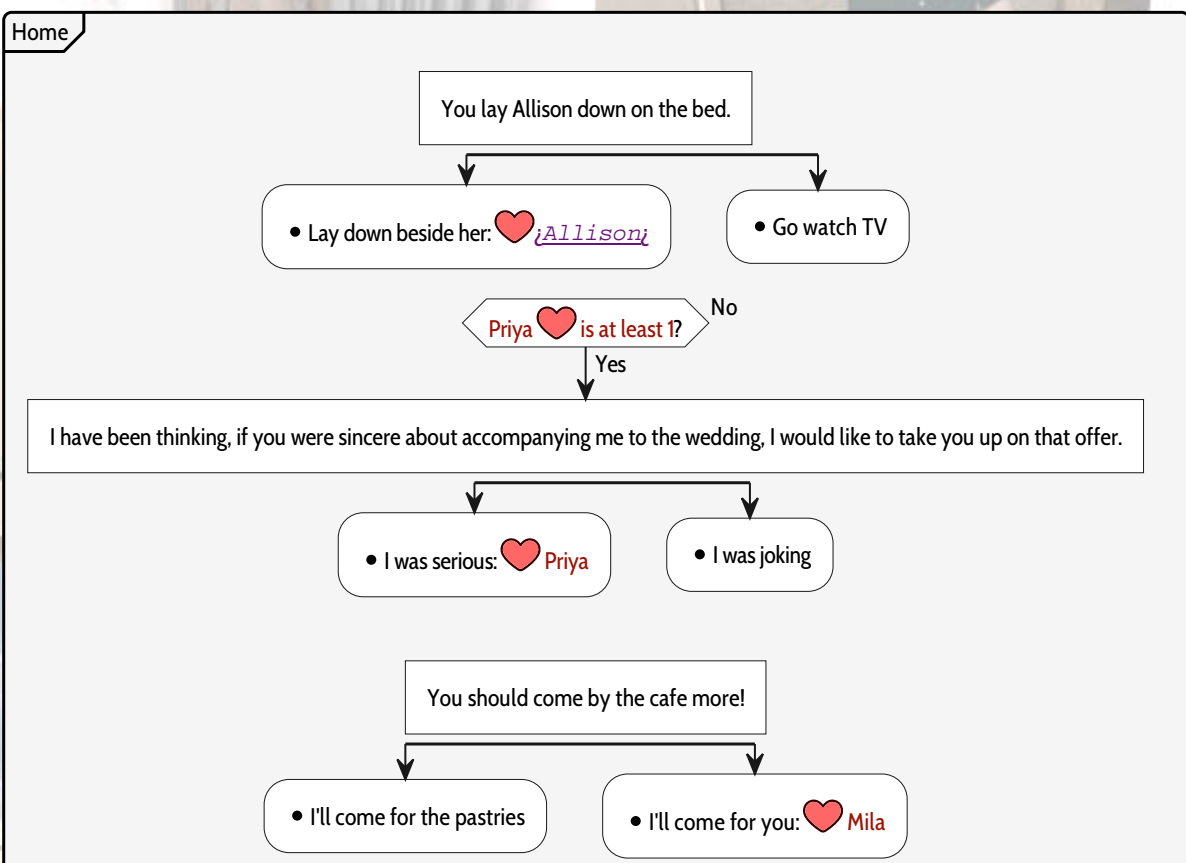 Home
You lay Allison down on the bed.
• Lay down beside her: ¡Allison¡
• Go watch TV
Priya is at least 1?
No
Yes
I have been thinking, if you were sincere about accompanying me to the wedding, I would like to take you up on that offer.
• I was serious: Priya
• I was joking
You should come by the cafe more!
• I'll come for the pastries
• I'll come for you: Mila